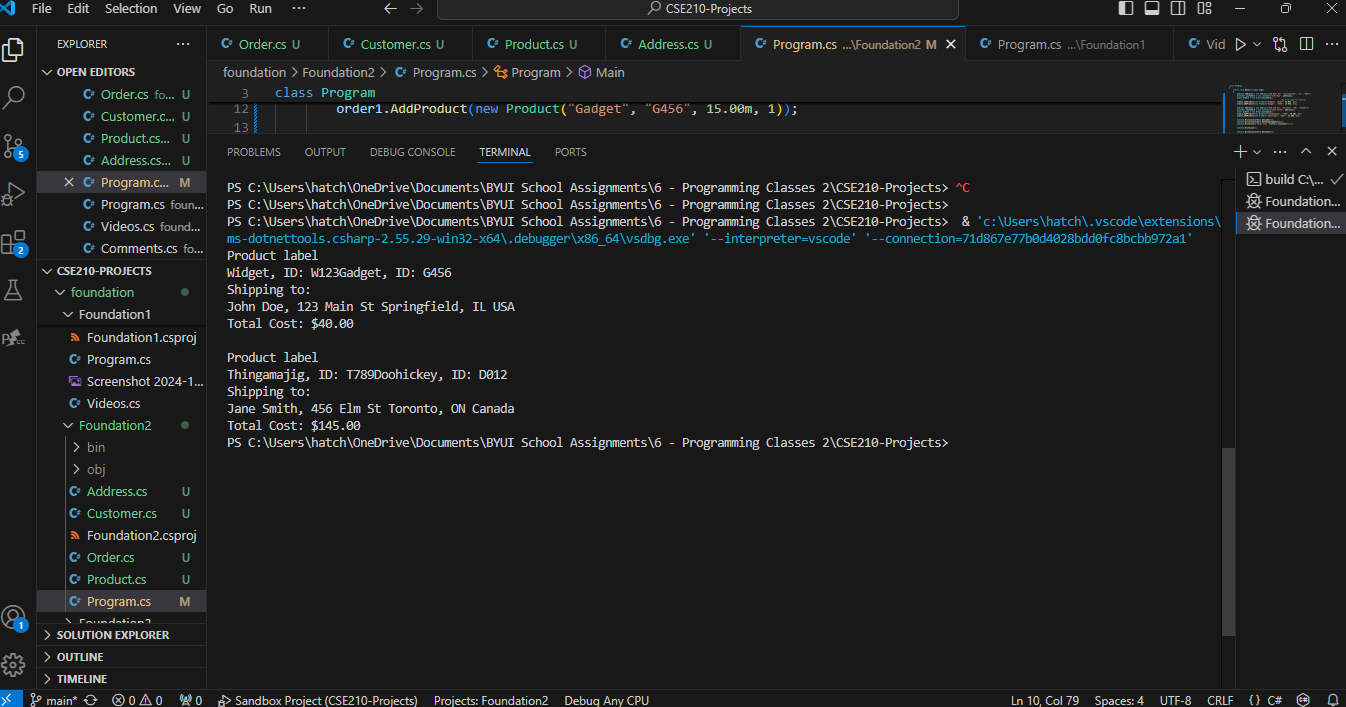 File Edit Selection View Go Run ··· ← → CSE210-Projects
EXPLORER ···
OPEN EDITORS
Order.cs fo... U
Customer.c... U
Product.cs... U
Address.cs... U
Program.c... M
Program.cs foun...
Videos.cs found...
Comments.cs fo...
CSE210-PROJECTS
foundation
Foundation1
Foundation1.csproj
Program.cs
Screenshot 2024-1...
Videos.cs
Foundation2
bin
obj
Address.cs U
Customer.cs U
Foundation2.csproj
Order.cs U
Product.cs U
Program.cs M
SOLUTION EXPLORER
OUTLINE
TIMELINE
5
2
1
Order.cs U Customer.cs U Product.cs U Address.cs U Program.cs ...\Foundation2 M Program.cs ...\Foundation1 Vid ···
foundation > Foundation2 > Program.cs > Program > Main
3 class Program
12 order1.AddProduct(new Product("Gadget", "G456", 15.00m, 1));
13
PROBLEMS OUTPUT DEBUG CONSOLE TERMINAL PORTS
PS C:\Users\hatch\OneDrive\Documents\BYUI School Assignments\6 - Programming Classes 2\CSE210-Projects> ^C
PS C:\Users\hatch\OneDrive\Documents\BYUI School Assignments\6 - Programming Classes 2\CSE210-Projects>
PS C:\Users\hatch\OneDrive\Documents\BYUI School Assignments\6 - Programming Classes 2\CSE210-Projects> & 'c:\Users\hatch\.vscode\extensions\
ms-dotnettools.csharp-2.55.29-win32-x64\.debugger\x86_64\vsdbg.exe' '--interpreter=vscode' '--connection=71d867e77b0d4028bdd0fc8bcbb972a1'
Product label
Widget, ID: W123Gadget, ID: G456
Shipping to:
John Doe, 123 Main St Springfield, IL USA
Total Cost: $40.00
Product label
Thingamajig, ID: T789Doohickey, ID: D012
Shipping to:
Jane Smith, 456 Elm St Toronto, ON Canada
Total Cost: $145.00
PS C:\Users\hatch\OneDrive\Documents\BYUI School Assignments\6 - Programming Classes 2\CSE210-Projects>
build C:\...
Foundation...
Foundation...
main* 0 0 0 Sandbox Project (CSE210-Projects) Projects: Foundation2 Debug Any CPU Ln 10, Col 79 Spaces: 4 UTF-8 CRLF {} C#